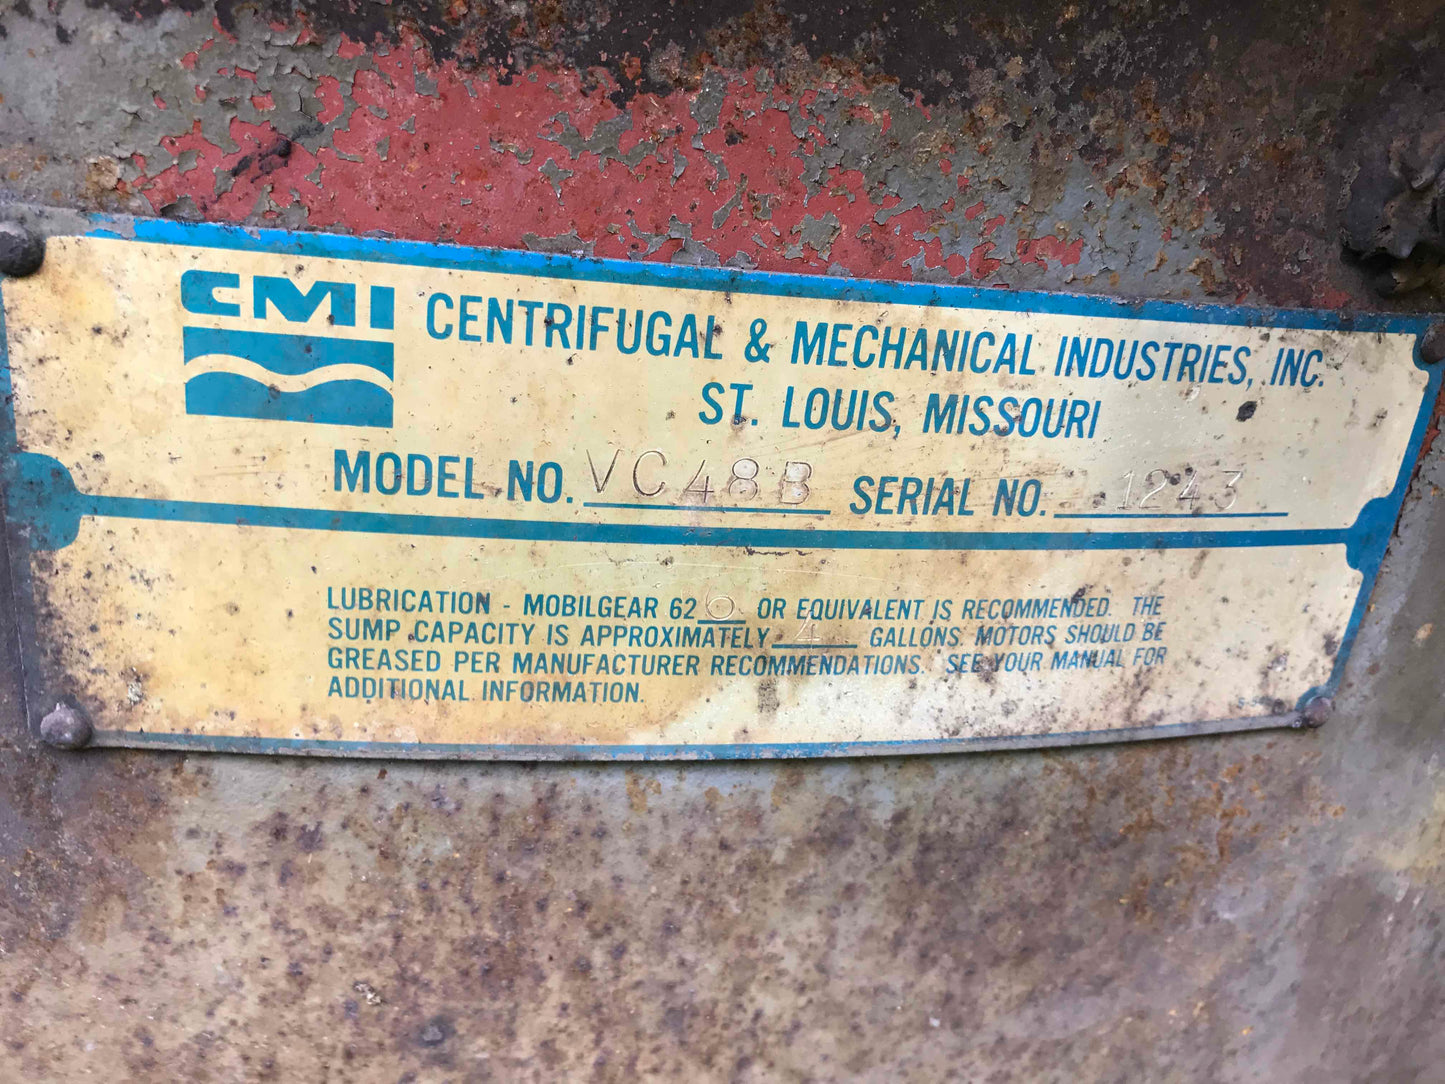 CMI CENTRIFUGAL & MECHANICAL INDUSTRIES, INC.
ST. LOUIS, MISSOURI
MODEL NO. VC48B SERIAL NO. 1243
LUBRICATION - MOBILGEAR 626 OR EQUIVALENT IS RECOMMENDED. THE
SUMP CAPACITY IS APPROXIMATELY 4 GALLONS. MOTORS SHOULD BE
GREASED PER MANUFACTURER RECOMMENDATIONS. SEE YOUR MANUAL FOR
ADDITIONAL INFORMATION.